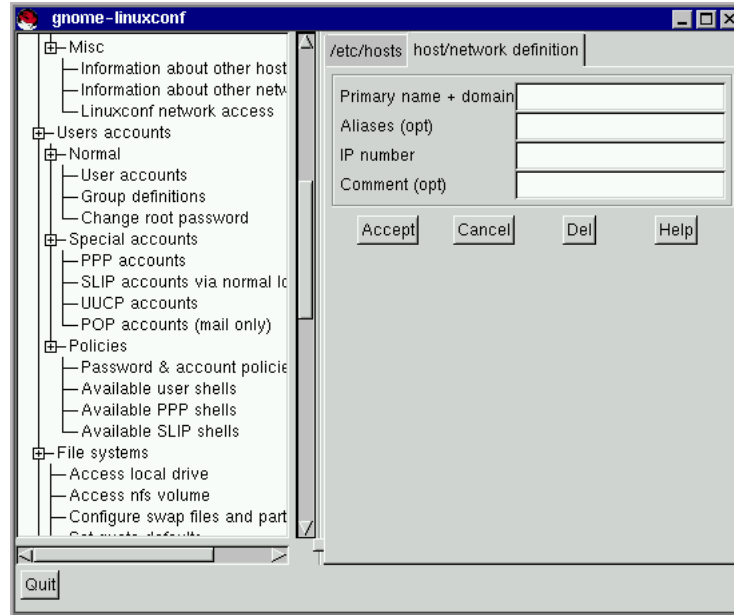 gnome-linuxconf
Misc
Information about other host
Information about other netw
Linuxconf network access
Users accounts
Normal
User accounts
Group definitions
Change root password
Special accounts
PPP accounts
SLIP accounts via normal lo
UUCP accounts
POP accounts (mail only)
Policies
Password & account policie
Available user shells
Available PPP shells
Available SLIP shells
File systems
Access local drive
Access nfs volume
Configure swap files and part
Set quota defaults
/etc/hosts
host/network definition
Primary name + domain
Aliases (opt)
IP number
Comment (opt)
Accept
Cancel
Del
Help
Quit